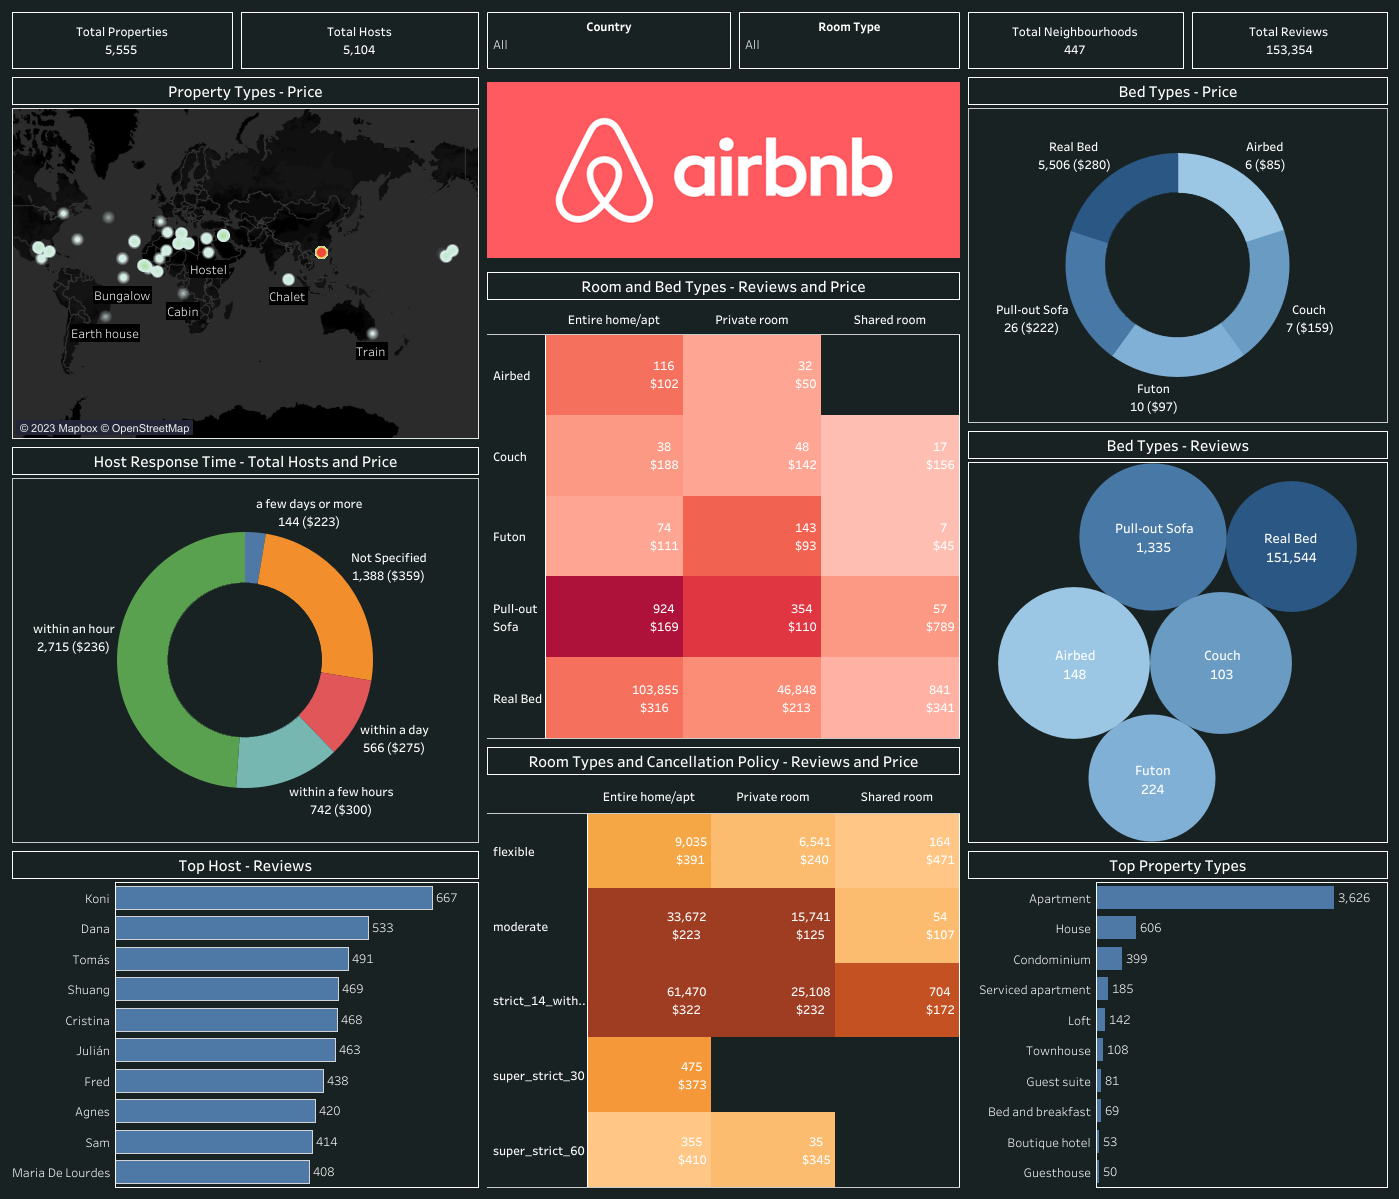 Total Properties
5,555
Total Hosts
5,104
Country
All
Room Type
All
Total Neighbourhoods
447
Total Reviews
153,354
Property Types - Price
Hostel
Bungalow
Cabin
Chalet
Earth house
Train
© 2023 Mapbox © OpenStreetMap
Host Response Time - Total Hosts and Price
a few days or more
144 ($223)
Not Specified
1,388 ($359)
within an hour
2,715 ($236)
within a day
566 ($275)
within a few hours
742 ($300)
Top Host - Reviews
Koni 667
Dana 533
Tomás 491
Shuang 469
Cristina 468
Julián 463
Fred 438
Agnes 420
Sam 414
Maria De Lourdes 408
airbnb
Room and Bed Types - Reviews and Price
Entire home/apt Private room Shared room
Airbed
116 32
$102 $50
Couch
38 48 17
$188 $142 $156
Futon
74 143 7
$111 $93 $45
Pull-out
Sofa
924 354 57
$169 $110 $789
Real Bed
103,855 46,848 841
$316 $213 $341
Room Types and Cancellation Policy - Reviews and Price
Entire home/apt Private room Shared room
flexible
9,035 6,541 164
$391 $240 $471
moderate
33,672 15,741 54
$223 $125 $107
strict_14_with..
61,470 25,108 704
$322 $232 $172
super_strict_30
475
$373
super_strict_60
355 35
$410 $345
Bed Types - Price
Real Bed
5,506 ($280)
Airbed
6 ($85)
Pull-out Sofa
26 ($222)
Couch
7 ($159)
Futon
10 ($97)
Bed Types - Reviews
Pull-out Sofa
1,335
Real Bed
151,544
Airbed
148
Couch
103
Futon
224
Top Property Types
Apartment 3,626
House 606
Condominium 399
Serviced apartment 185
Loft 142
Townhouse 108
Guest suite 81
Bed and breakfast 69
Boutique hotel 53
Guesthouse 50